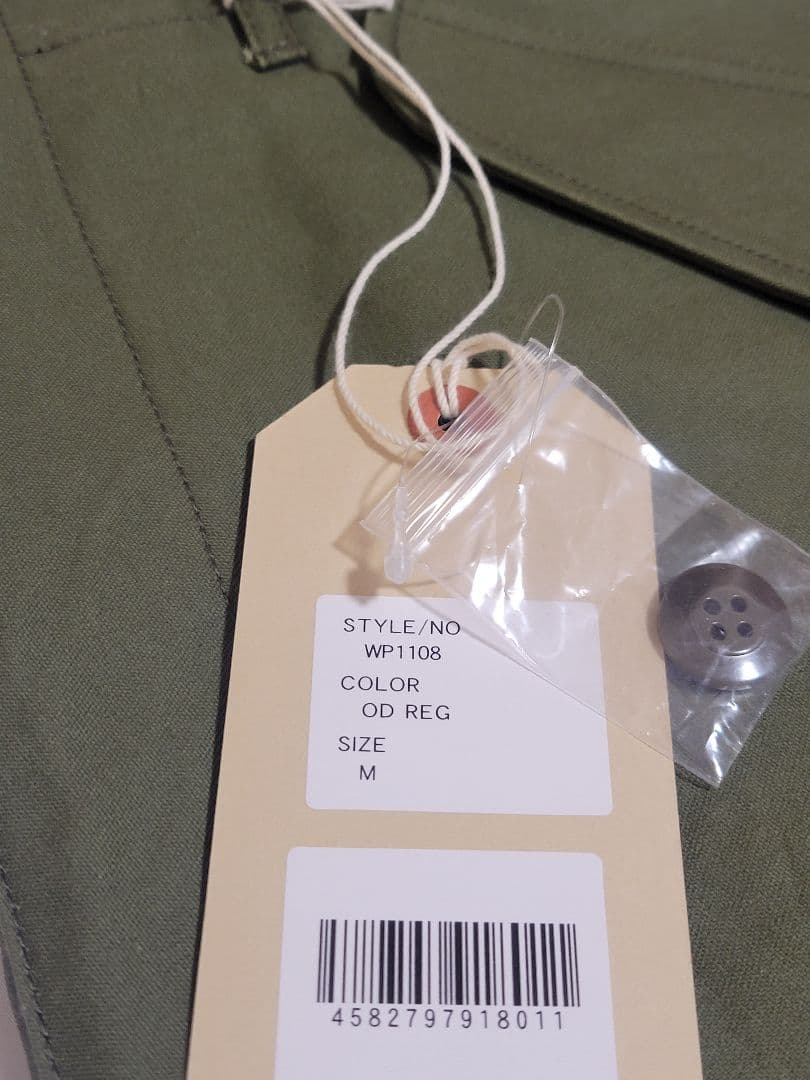 STYLE/NO
WP1108
COLOR
OD REG
SIZE
M
4582797918011